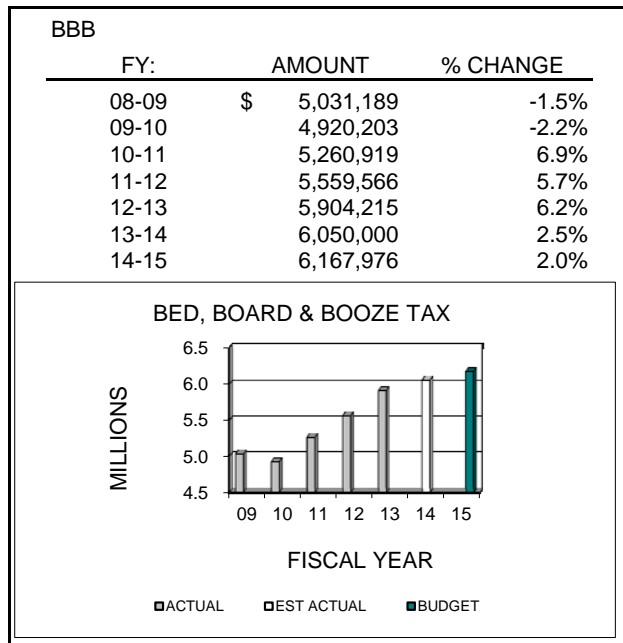 BBB
FY: AMOUNT % CHANGE
08-09 $ 5,031,189 -1.5%
09-10 4,920,203 -2.2%
10-11 5,260,919 6.9%
11-12 5,559,566 5.7%
12-13 5,904,215 6.2%
13-14 6,050,000 2.5%
14-15 6,167,976 2.0%
BED, BOARD & BOOZE TAX
6.5
6.0
5.5
5.0
4.5
MILLIONS
09 10 11 12 13 14 15
FISCAL YEAR
ACTUAL EST ACTUAL BUDGET